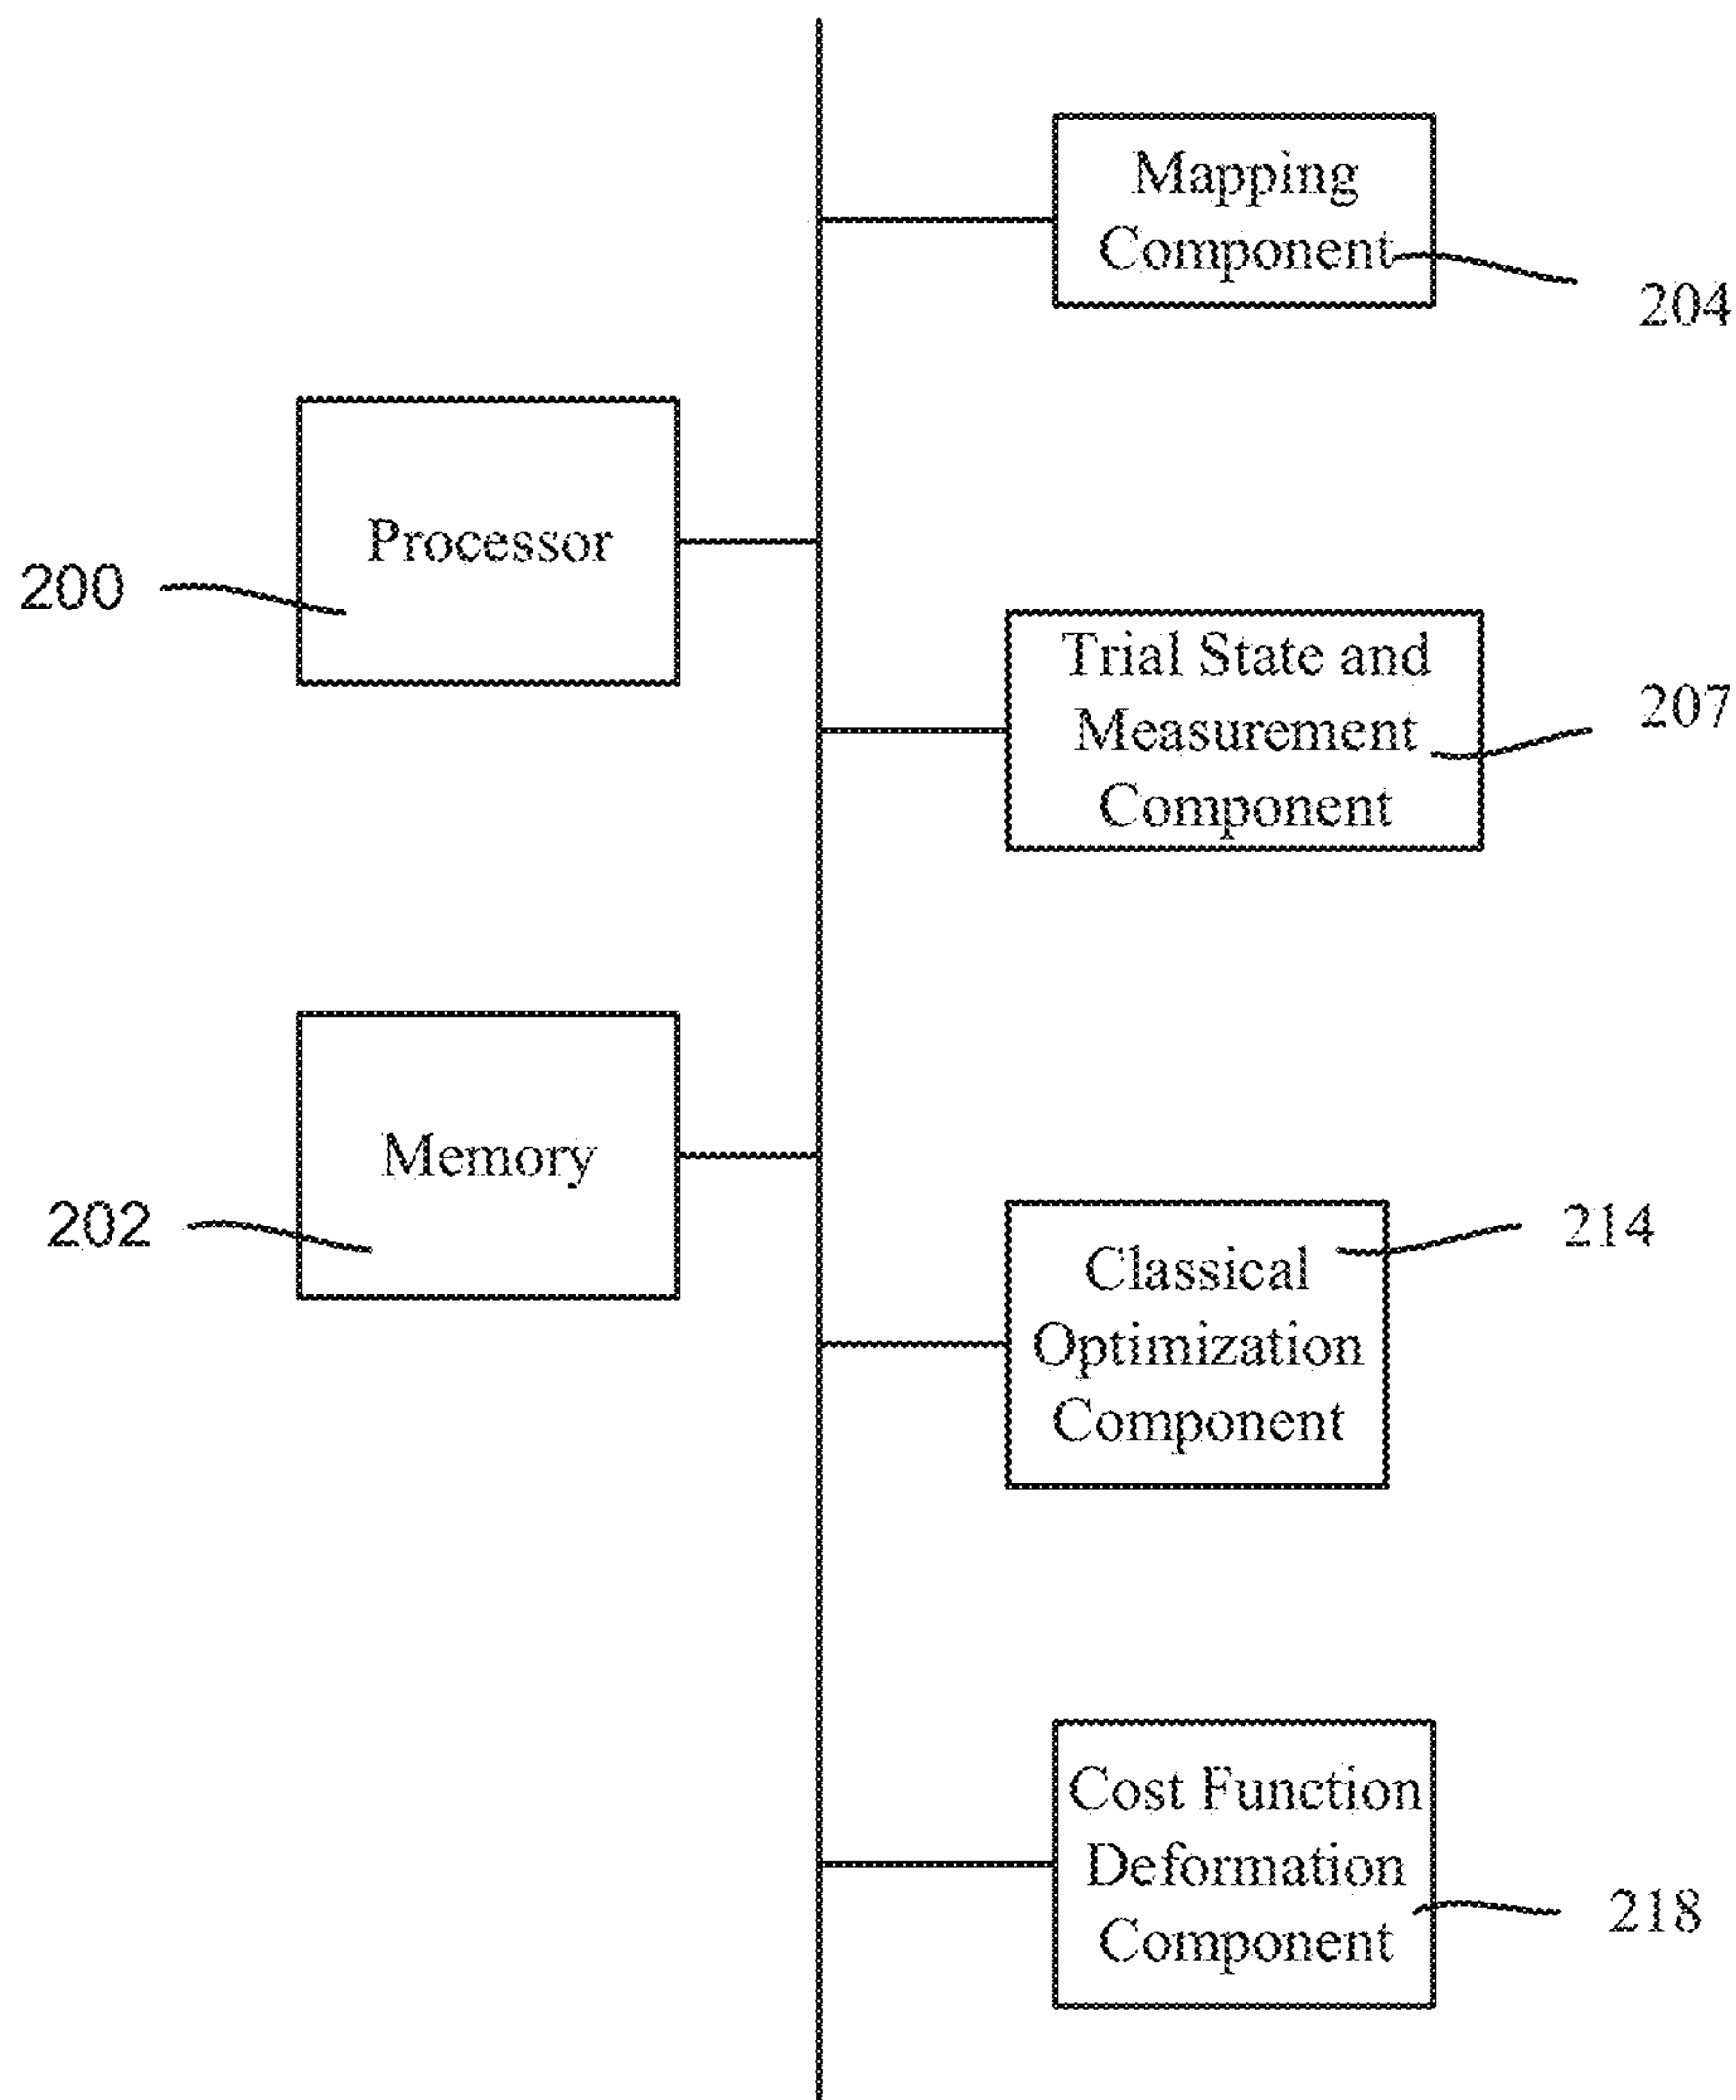 Mapping
Component
204
Processor
200
Trial State and
Measurement
Component
207
Memory
202
Classical
Optimization
Component
214
Cost Function
Deformation
Component
218